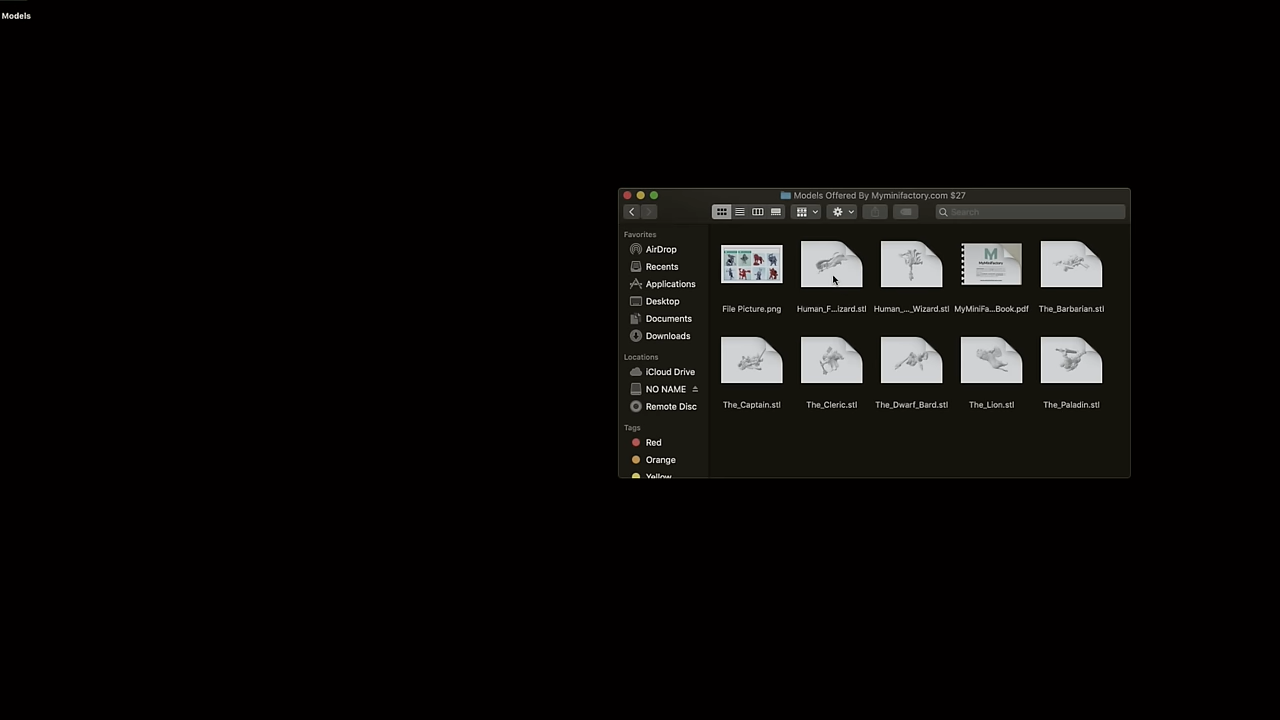 Models
Models Offered By Myminifactory.com $27
Search
Favorites
AirDrop
Recents
Applications
Desktop
Documents
Downloads
Locations
iCloud Drive
NO NAME
Remote Disc
Tags
Red
Orange
Yellow
File Picture.png
Human_F...izard.stl
Human_..._Wizard.stl
MyMiniFa...Book.pdf
The_Barbarian.stl
The_Captain.stl
The_Cleric.stl
The_Dwarf_Bard.stl
The_Lion.stl
The_Paladin.stl
M
MyMiniFactory